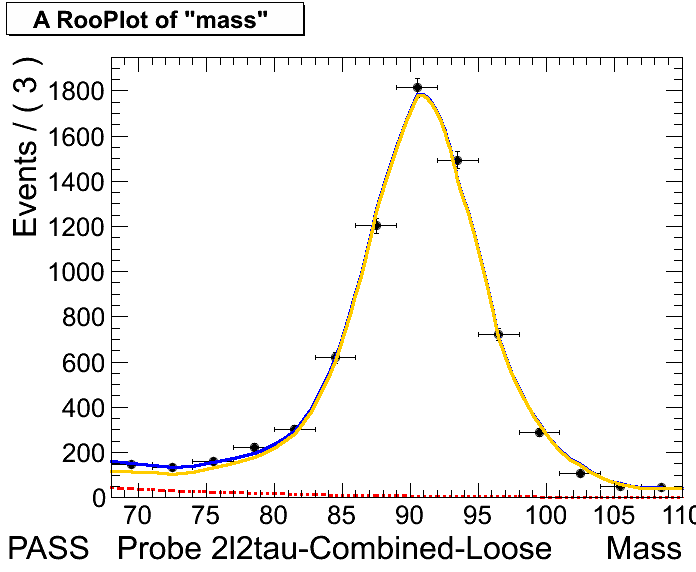 A RooPlot of "mass"
Events / ( 3 )
1800
1600
1400
1200
1000
800
600
400
200
0
70 75 80 85 90 95 100 105 110
PASS Probe 2l2tau-Combined-Loose Mass